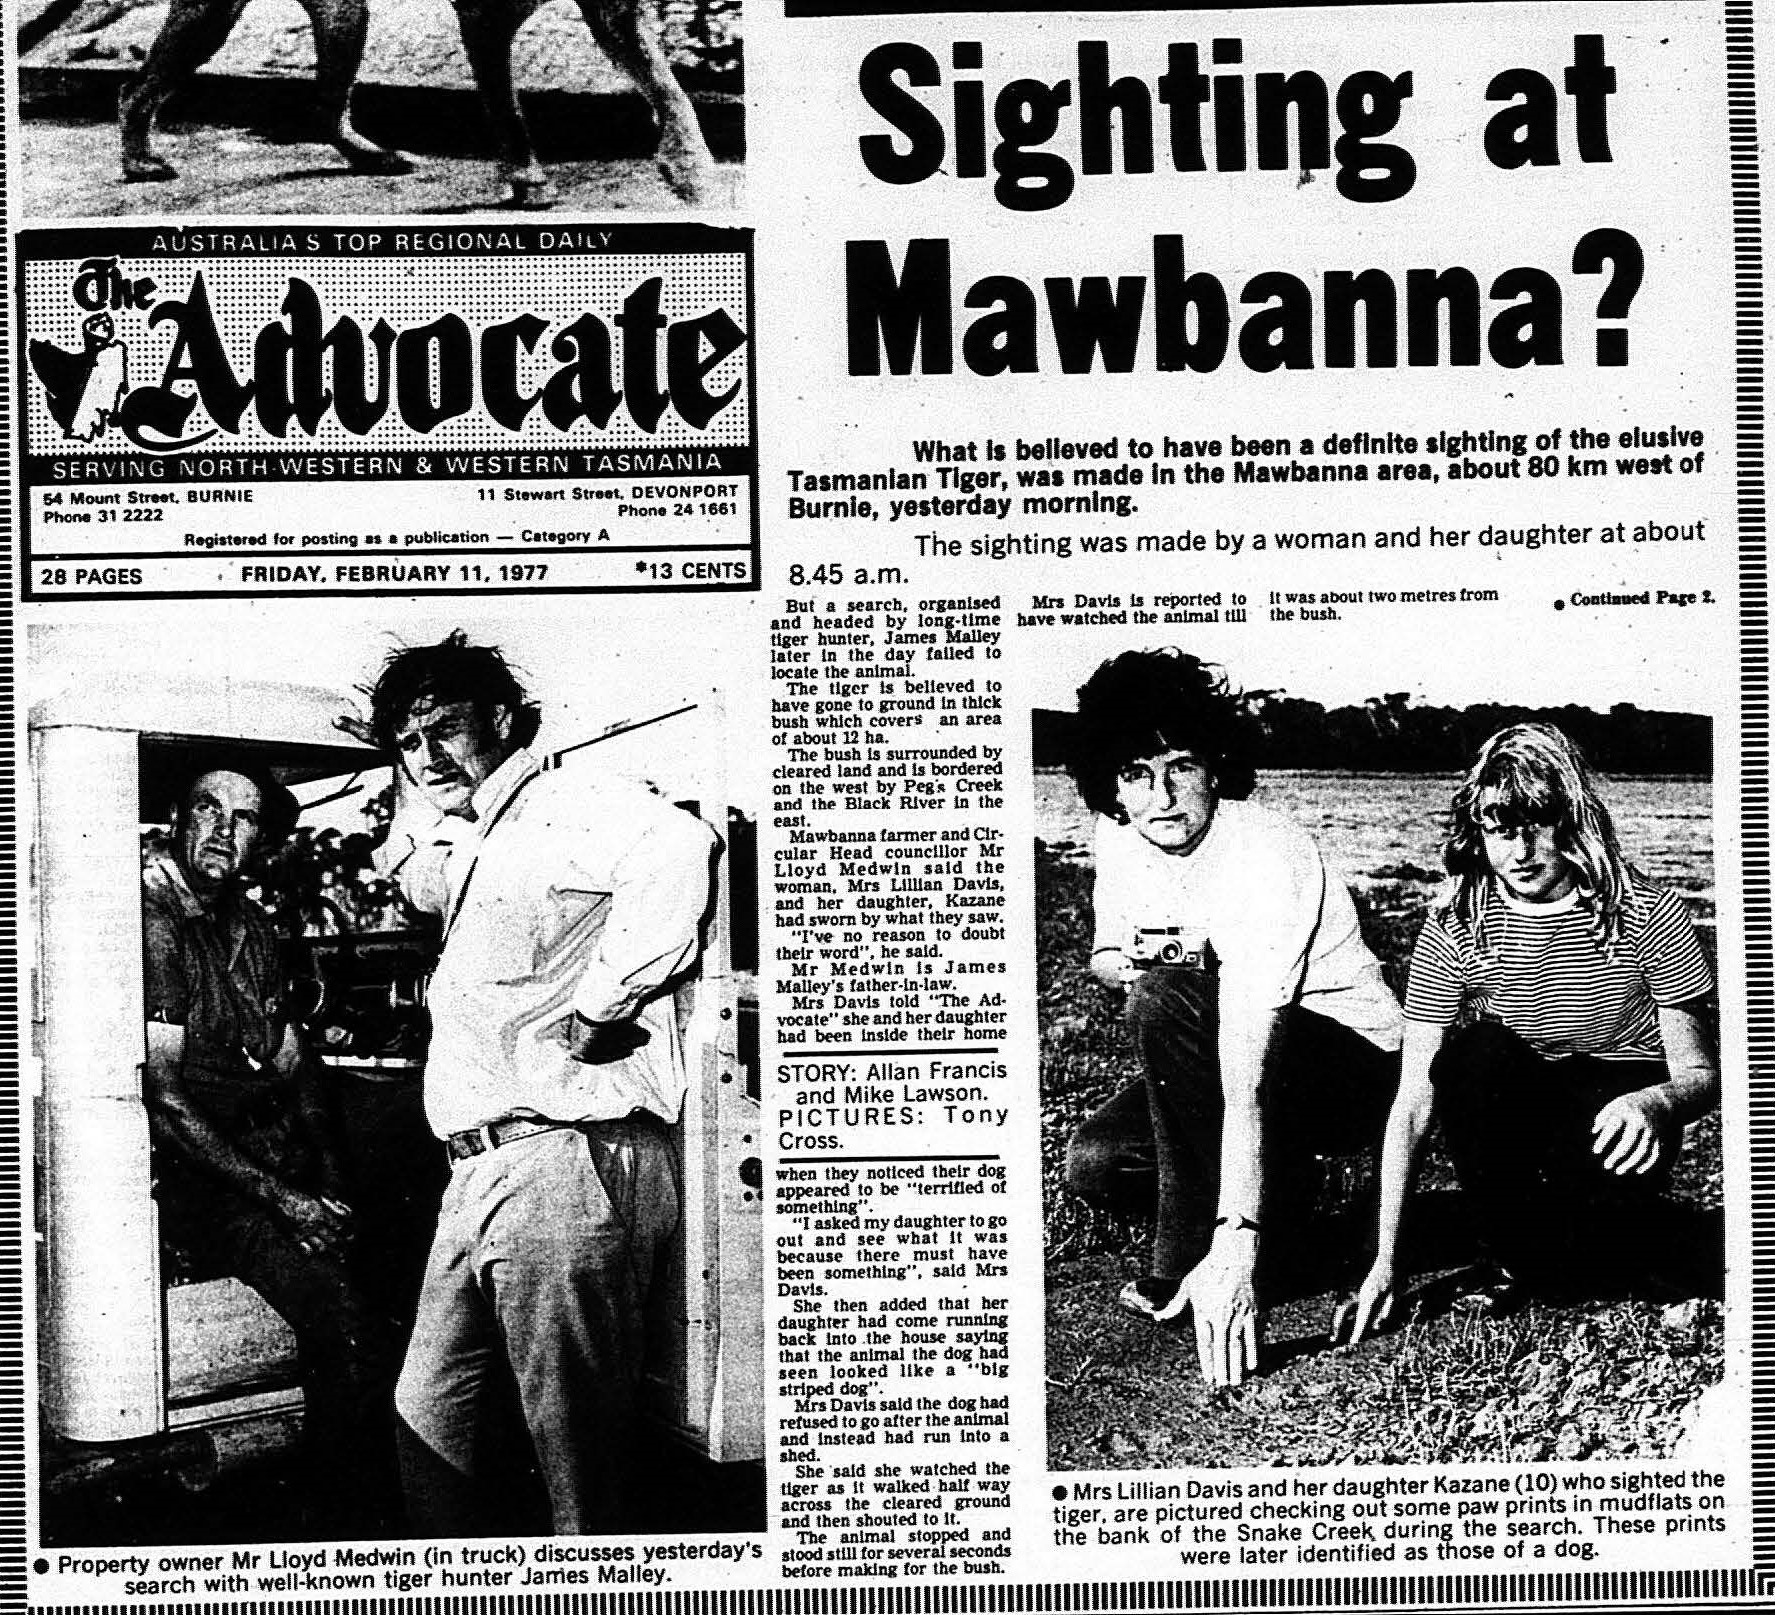 Sighting at
Mawbanna?
AUSTRALIA'S TOP REGIONAL DAILY
The
Advocate
SERVING NORTH-WESTERN & WESTERN TASMANIA
54 Mount Street, BURNIE
Phone 31 2222
11 Stewart Street, DEVONPORT
Phone 24 1661
Registered for posting as a publication — Category A
28 PAGES
FRIDAY, FEBRUARY 11, 1977
*13 CENTS
What is believed to have been a definite sighting of the elusive
Tasmanian Tiger, was made in the Mawbanna area, about 80 km west of
Burnie, yesterday morning.
The sighting was made by a woman and her daughter at about
8.45 a.m.
But a search, organised
and headed by long-time
tiger hunter, James Malley
later in the day failed to
locate the animal.
The tiger is believed to
have gone to ground in thick
bush which covers an area
of about 12 ha.
The bush is surrounded by
cleared land and is bordered
on the west by Peg's Creek
and the Black River in the
east.
Mawbanna farmer and Cir-
cular Head councillor Mr
Lloyd Medwin said the
woman, Mrs Lillian Davis,
and her daughter, Kazane
had sworn by what they saw.
"I've no reason to doubt
their word", he said.
Mr Medwin is James
Malley's father-in-law.
Mrs Davis told "The Ad-
vocate" she and her daughter
had been inside their home
STORY: Allan Francis
and Mike Lawson.
PICTURES: Tony
Cross.
when they noticed their dog
appeared to be "terrified of
something".
"I asked my daughter to go
out and see what it was
because there must have
been something", said Mrs
Davis.
She then added that her
daughter had come running
back into the house saying
that the animal the dog had
seen looked like a "big
striped dog".
Mrs Davis said the dog had
refused to go after the animal
and instead had run into a
shed.
She said she watched the
tiger as it walked half way
across the cleared ground
and then shouted to it.
The animal stopped and
stood still for several seconds
before making for the bush.
Mrs Davis is reported to
have watched the animal till
it was about two metres from
the bush.
● Continued Page 2.
● Property owner Mr Lloyd Medwin (in truck) discusses yesterday's
search with well-known tiger hunter James Malley.
● Mrs Lillian Davis and her daughter Kazane (10) who sighted the
tiger, are pictured checking out some paw prints in mudflats on
the bank of the Snake Creek during the search. These prints
were later identified as those of a dog.